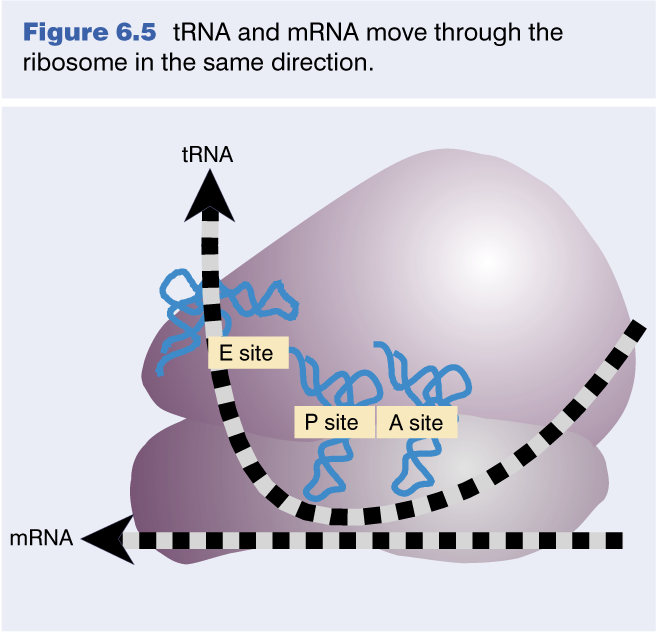 Figure 6.5 tRNA and mRNA move through the
ribosome in the same direction.
tRNA
E site
P site
A site
mRNA